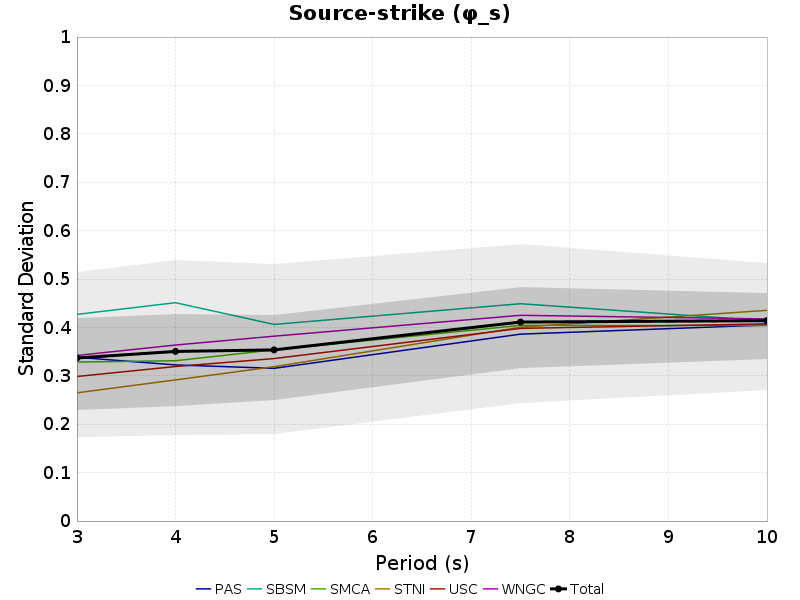 Source-strike (φ_s)
1
0.9
0.8
0.7
0.6
0.5
0.4
0.3
0.2
0.1
0
Standard Deviation
3 4 5 6 7 8 9 10
Period (s)
PAS SBSM SMCA STNI USC WNGC Total